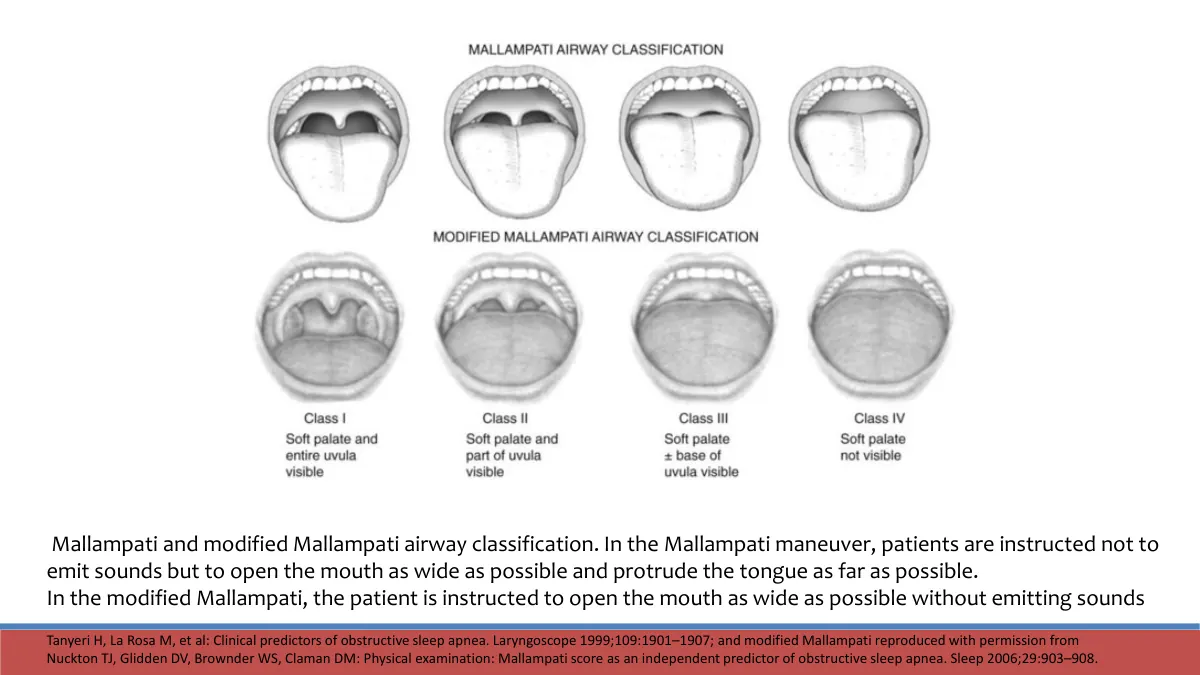 MALLAMPATI AIRWAY CLASSIFICATION
MODIFIED MALLAMPATI AIRWAY CLASSIFICATION
Class I
Soft palate and
entire uvula
visible
Class II
Soft palate and
part of uvula
visible
Class III
Soft palate
± base of
uvula visible
Class IV
Soft palate
not visible
Mallampati and modified Mallampati airway classification. In the Mallampati maneuver, patients are instructed not to
emit sounds but to open the mouth as wide as possible and protrude the tongue as far as possible.
In the modified Mallampati, the patient is instructed to open the mouth as wide as possible without emitting sounds
Tanyeri H, La Rosa M, et al: Clinical predictors of obstructive sleep apnea. Laryngoscope 1999;109:1901–1907; and modified Mallampati reproduced with permission from
Nuckton TJ, Glidden DV, Brownder WS, Claman DM: Physical examination: Mallampati score as an independent predictor of obstructive sleep apnea. Sleep 2006;29:903–908.